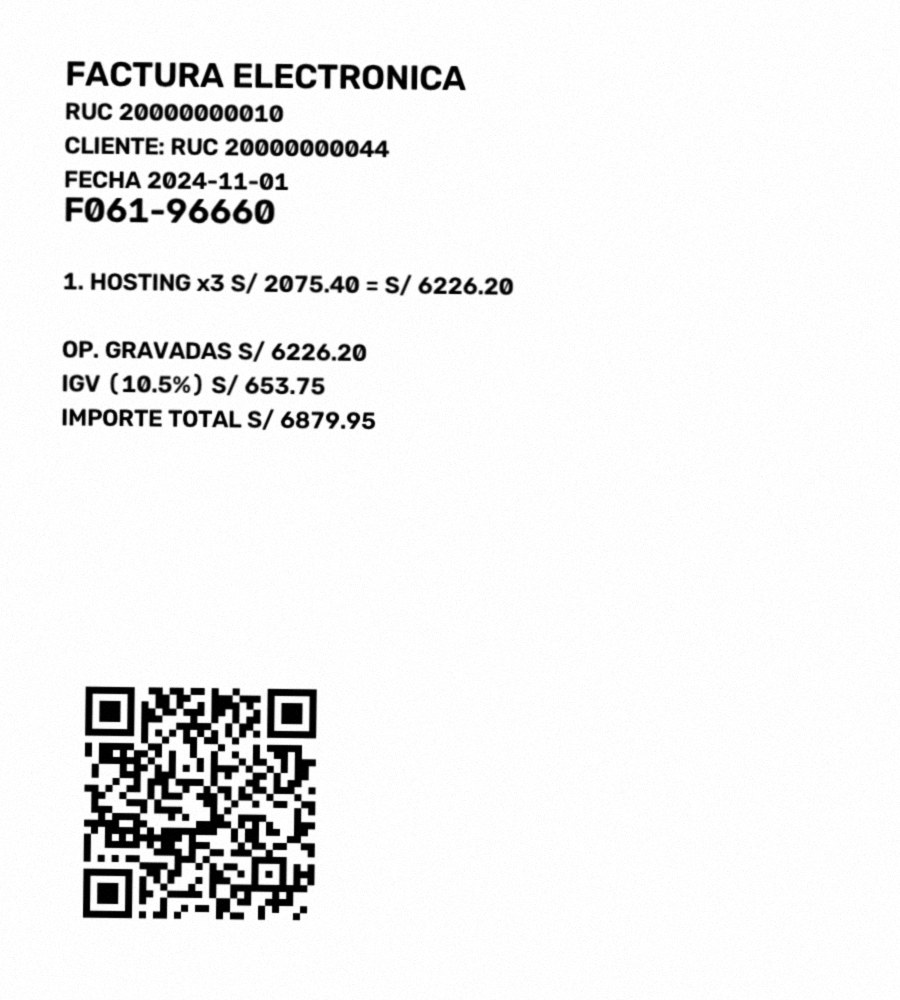 FACTURA ELECTRONICA
RUC 20000000010
CLIENTE: RUC 20000000044
FECHA 2024-11-01
F061-96660
1. HOSTING x3 S/ 2075.40 = S/ 6226.20
OP. GRAVADAS S/ 6226.20
IGV (10.5%) S/ 653.75
IMPORTE TOTAL S/ 6879.95